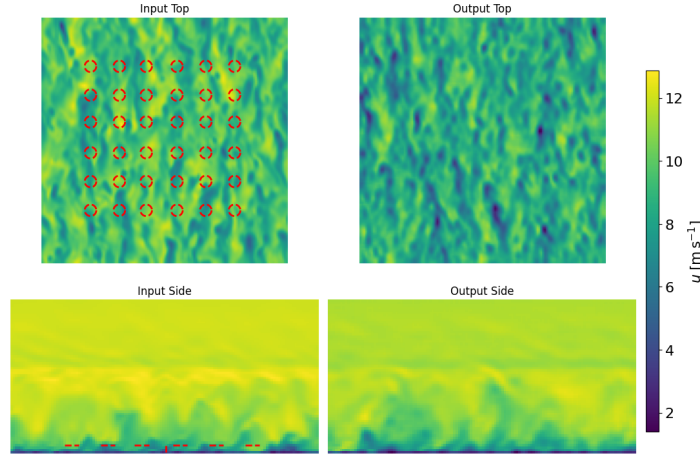 Input Top
Output Top
Input Side
Output Side
12
10
8
6
4
2
u [m s⁻¹]